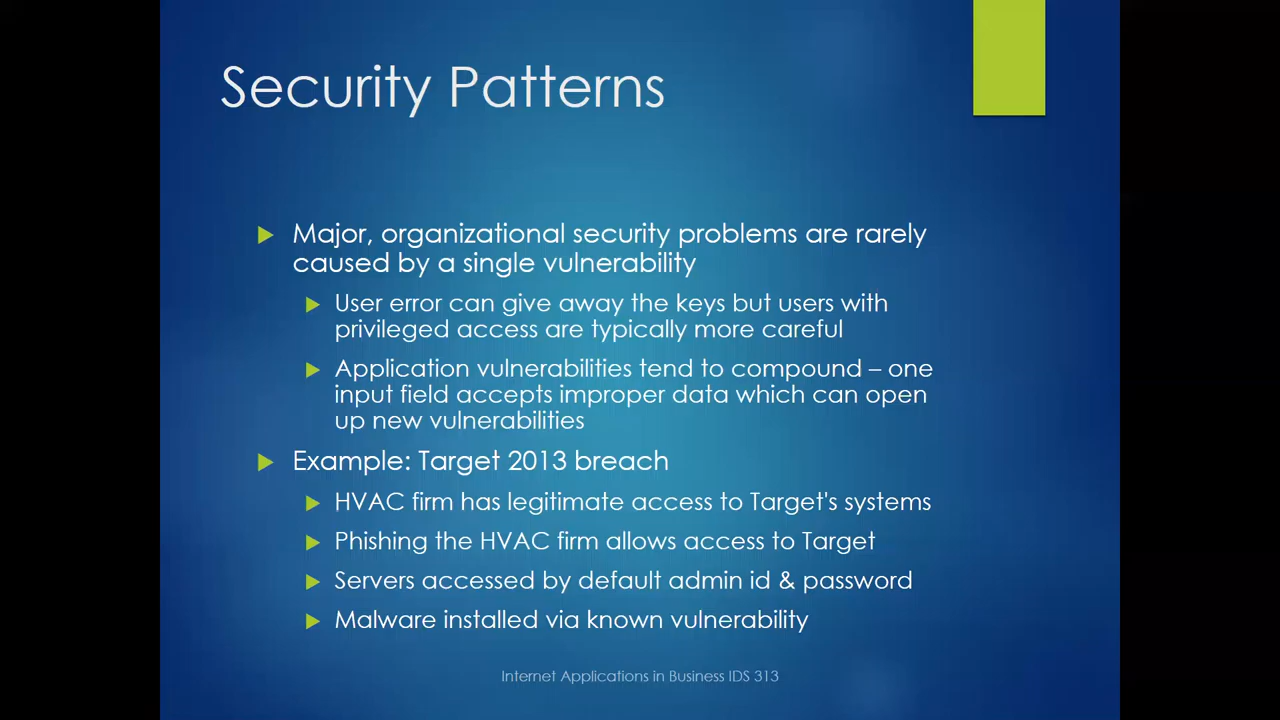 Security Patterns
Major, organizational security problems are rarely
caused by a single vulnerability
User error can give away the keys but users with
privileged access are typically more careful
Application vulnerabilities tend to compound – one
input field accepts improper data which can open
up new vulnerabilities
Example: Target 2013 breach
HVAC firm has legitimate access to Target's systems
Phishing the HVAC firm allows access to Target
Servers accessed by default admin id & password
Malware installed via known vulnerability
Internet Applications in Business IDS 313